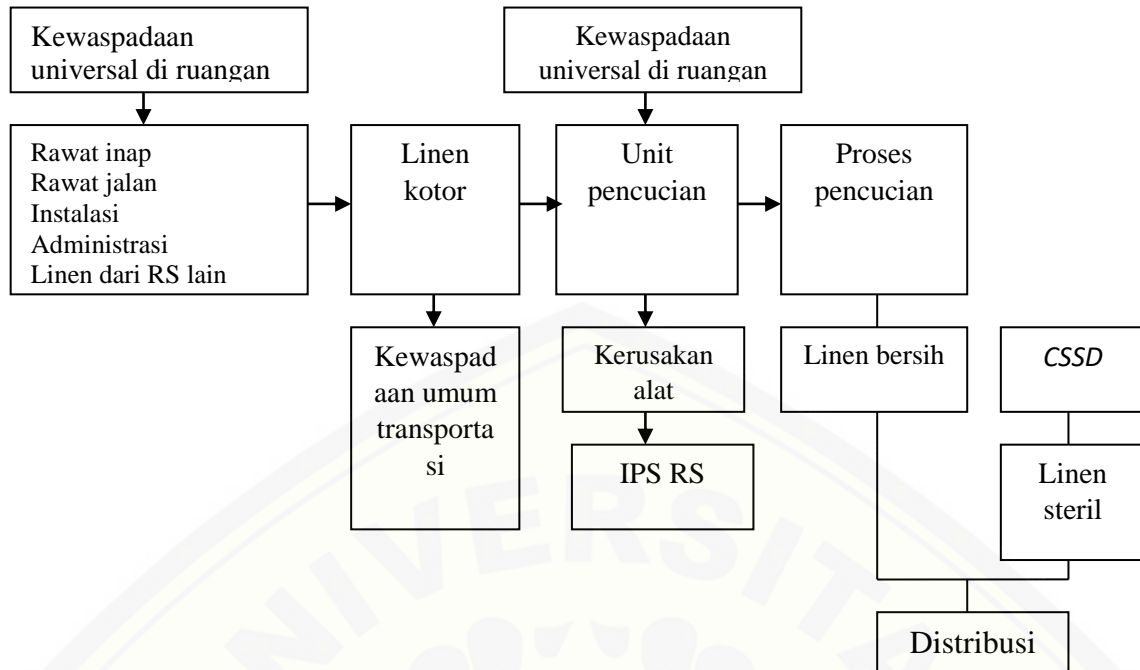 Kewaspadaan
universal di ruangan
Kewaspadaan
universal di ruangan
Rawat inap
Rawat jalan
Instalasi
Administrasi
Linen dari RS lain
Linen
kotor
Unit
pencucian
Proses
pencucian
Kewaspad
aan umum
transporta
si
Kerusakan
alat
Linen bersih
CSSD
IPS RS
Linen
steril
Distribusi
UNIVERSITA